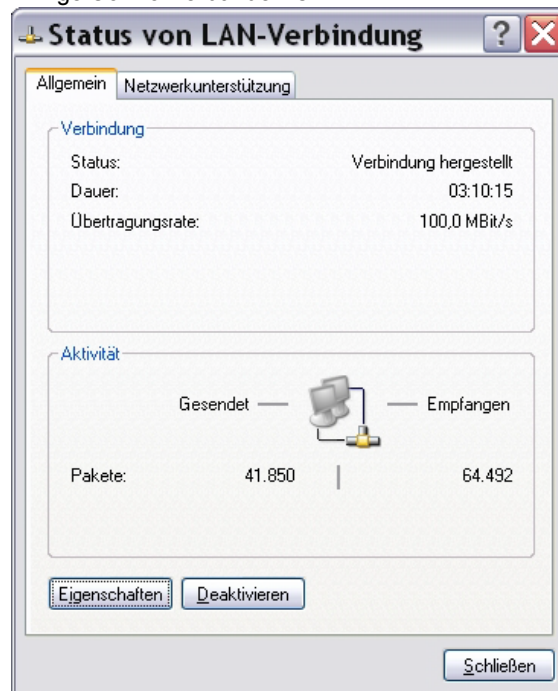 Status von LAN-Verbindung
Allgemein Netzwerkunterstützung
Verbindung
Status: Verbindung hergestellt
Dauer: 03:10:15
Übertragungsrate: 100,0 MBit/s
Aktivität
Gesendet — — Empfangen
Pakete: 41.850 | 64.492
Eigenschaften Deaktivieren
Schließen